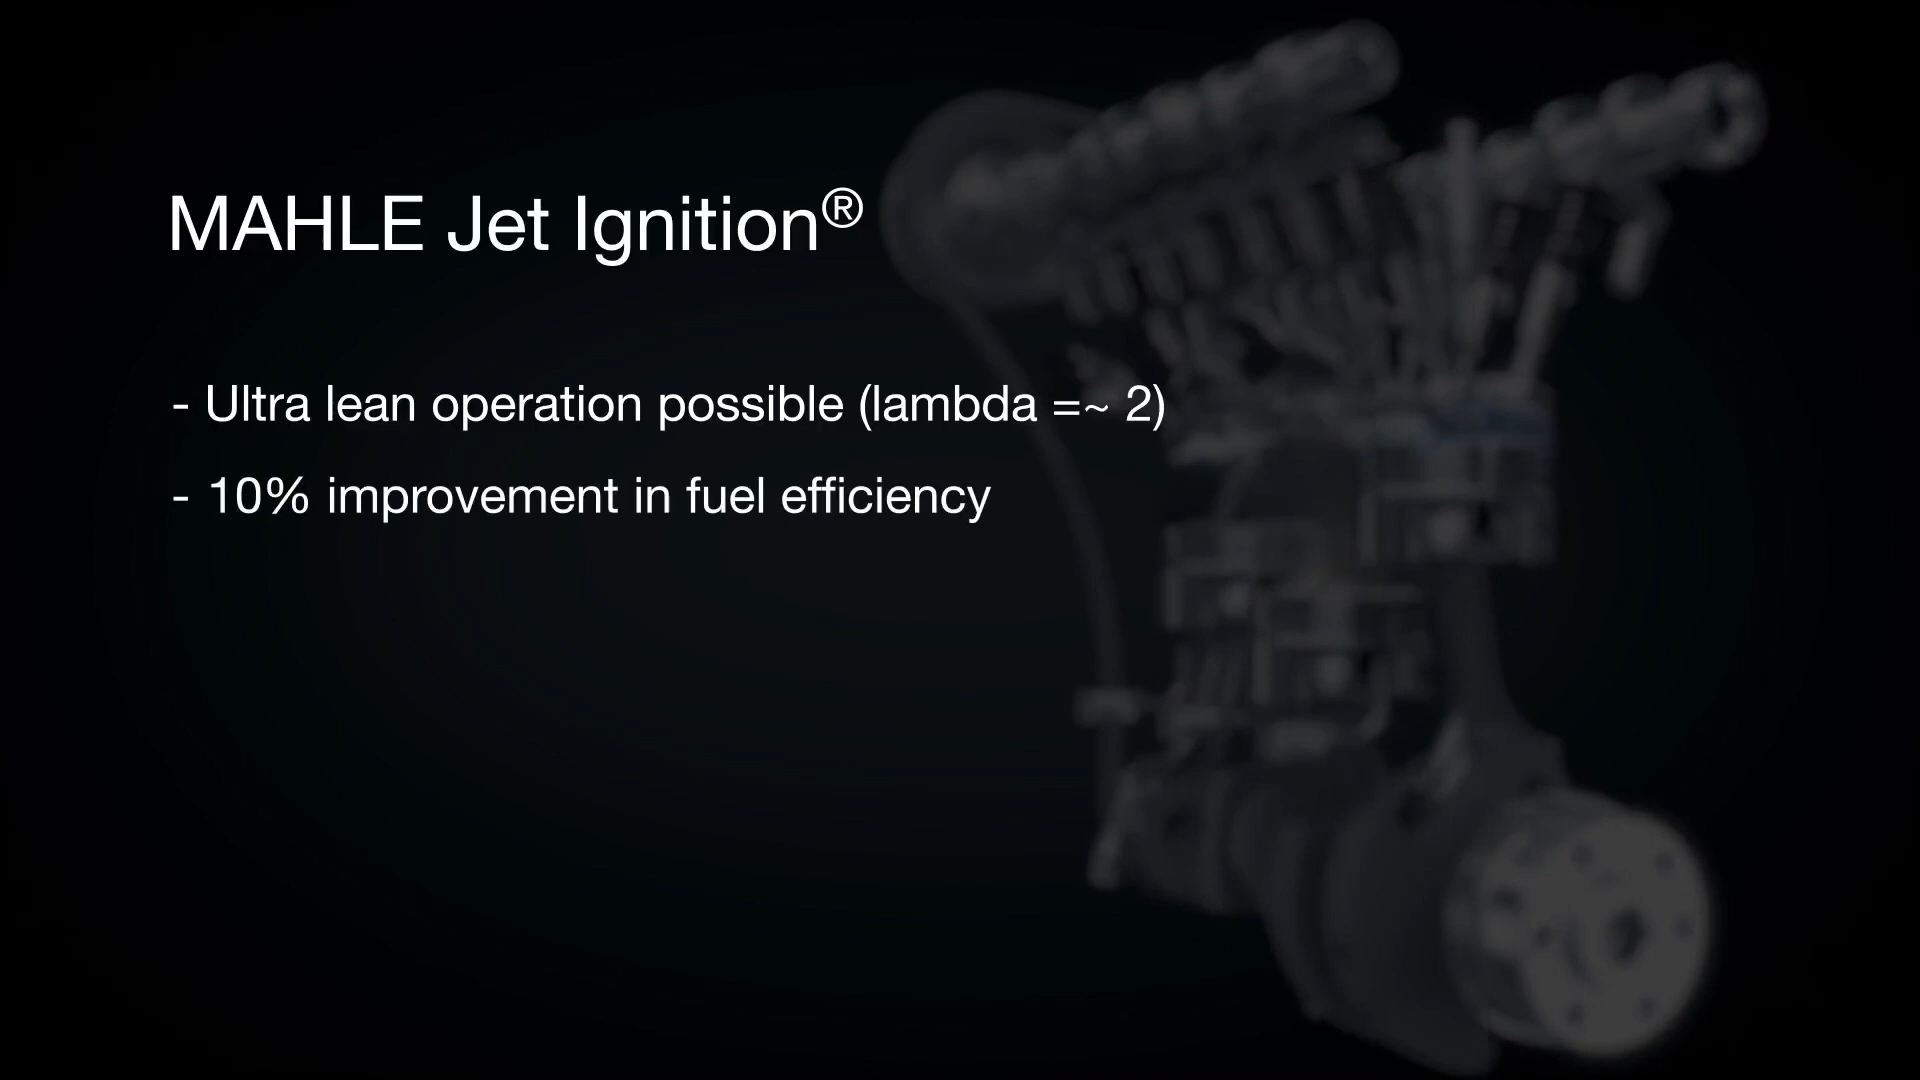 MAHLE Jet Ignition®
- Ultra lean operation possible (lambda =~ 2)
- 10% improvement in fuel efficiency